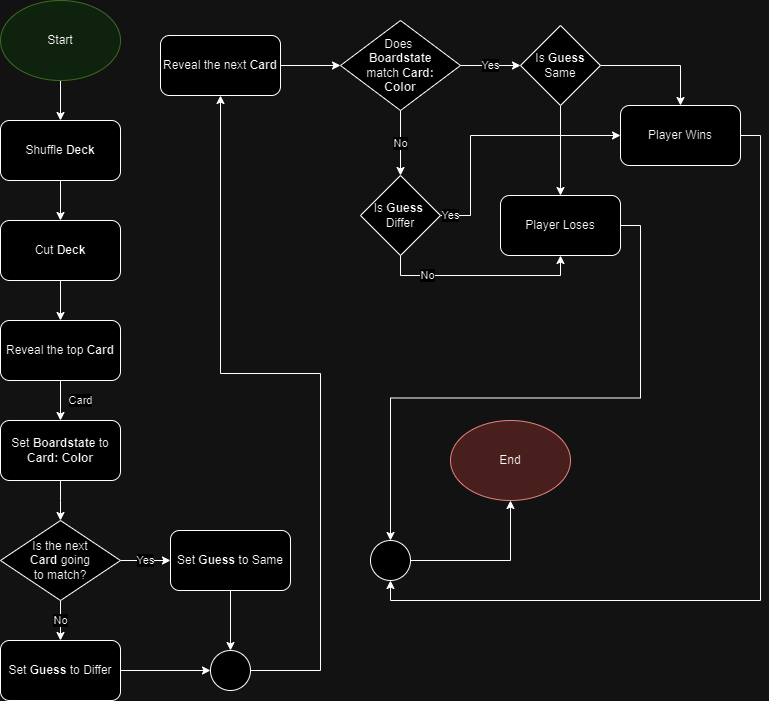 Start
Shuffle Deck
Cut Deck
Reveal the top Card
Card
Set Boardstate to
Card: Color
Is the next
Card going
to match?
Yes
Set Guess to Same
No
Set Guess to Differ
Reveal the next Card
Does
Boardstate
match Card:
Color
Yes
Is Guess
Same
Player Wins
No
Is Guess
Differ
Yes
Player Loses
No
End